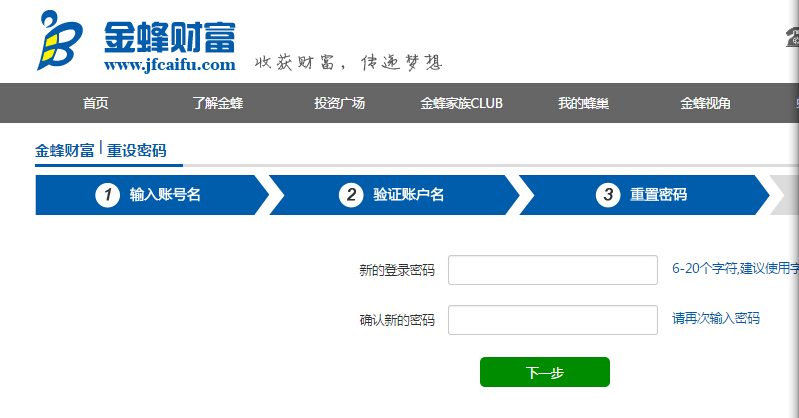 金蜂财富
www.jfcaifu.com
收获财富，传递梦想
首页 了解金蜂 投资广场 金蜂家族CLUB 我的蜂巢 金蜂视角
金蜂财富 | 重设密码
1 输入账号名 2 验证账户名 3 重置密码
新的登录密码 6-20个字符,建议使用字
确认新的密码 请再次输入密码
下一步